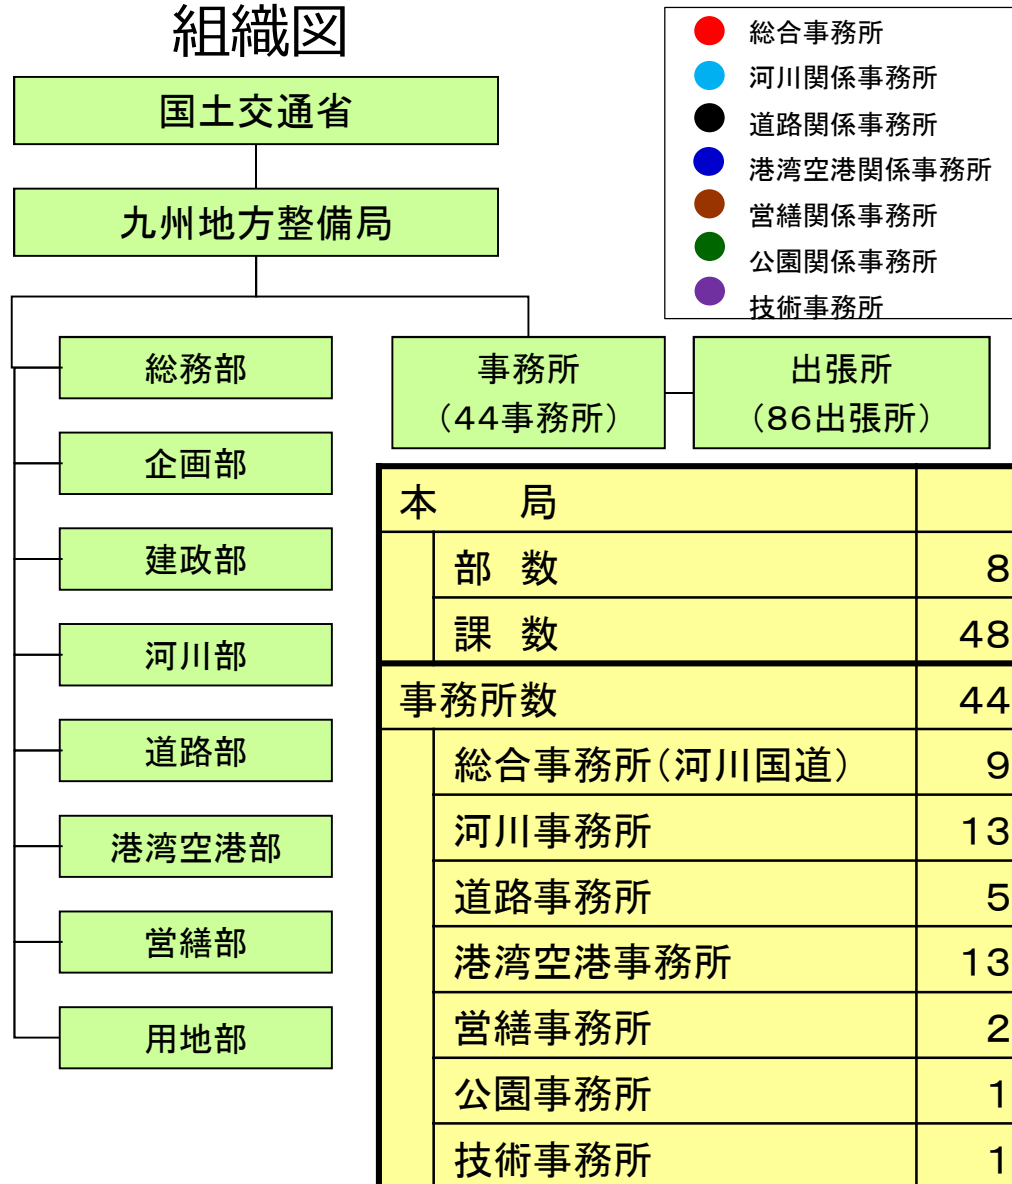 組織図
国土交通省
九州地方整備局
総合事務所
河川関係事務所
道路関係事務所
港湾空港関係事務所
営繕関係事務所
公園関係事務所
技術事務所
総務部
企画部
建政部
河川部
道路部
港湾空港部
営繕部
用地部
事務所
(44事務所)
出張所
(86出張所)
本　局
部 数 8
課 数 48
事務所数 44
総合事務所(河川国道) 9
河川事務所 13
道路事務所 5
港湾空港事務所 13
営繕事務所 2
公園事務所 1
技術事務所 1